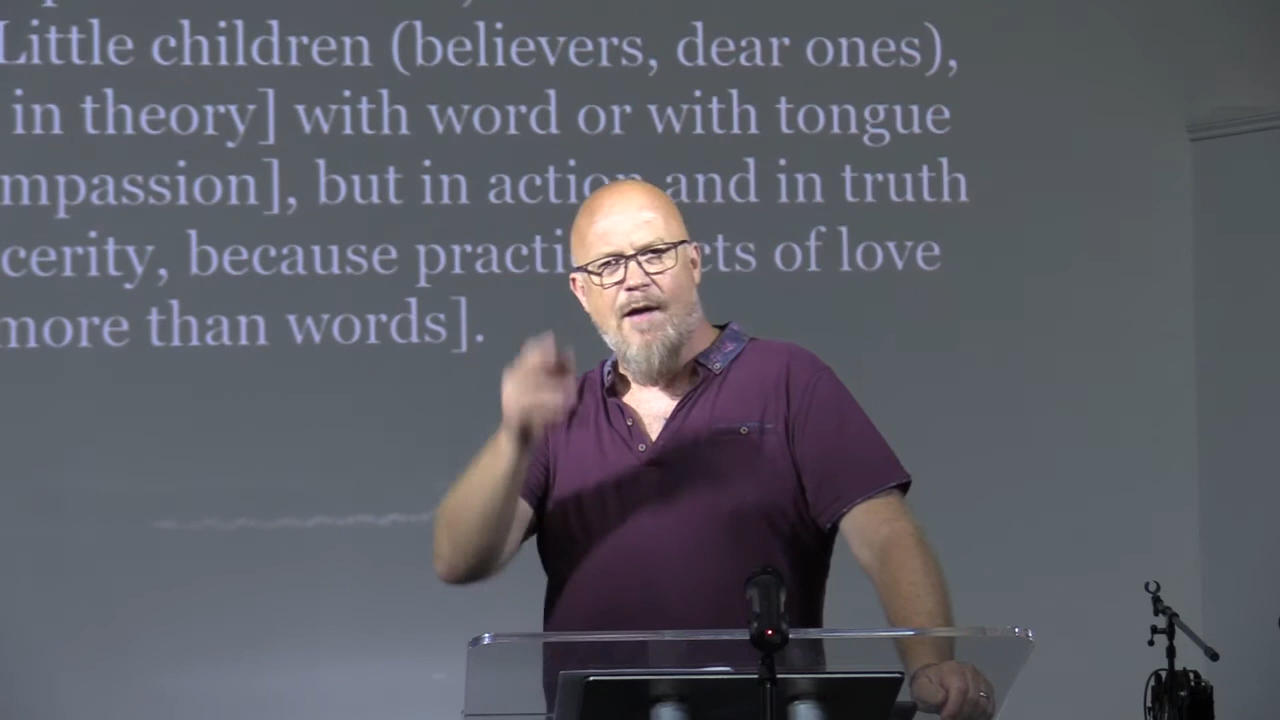 Little children (believers, dear ones),
in theory] with word or with tongue
mpassion], but in action and in truth
cerity, because practi cts of love
more than words].